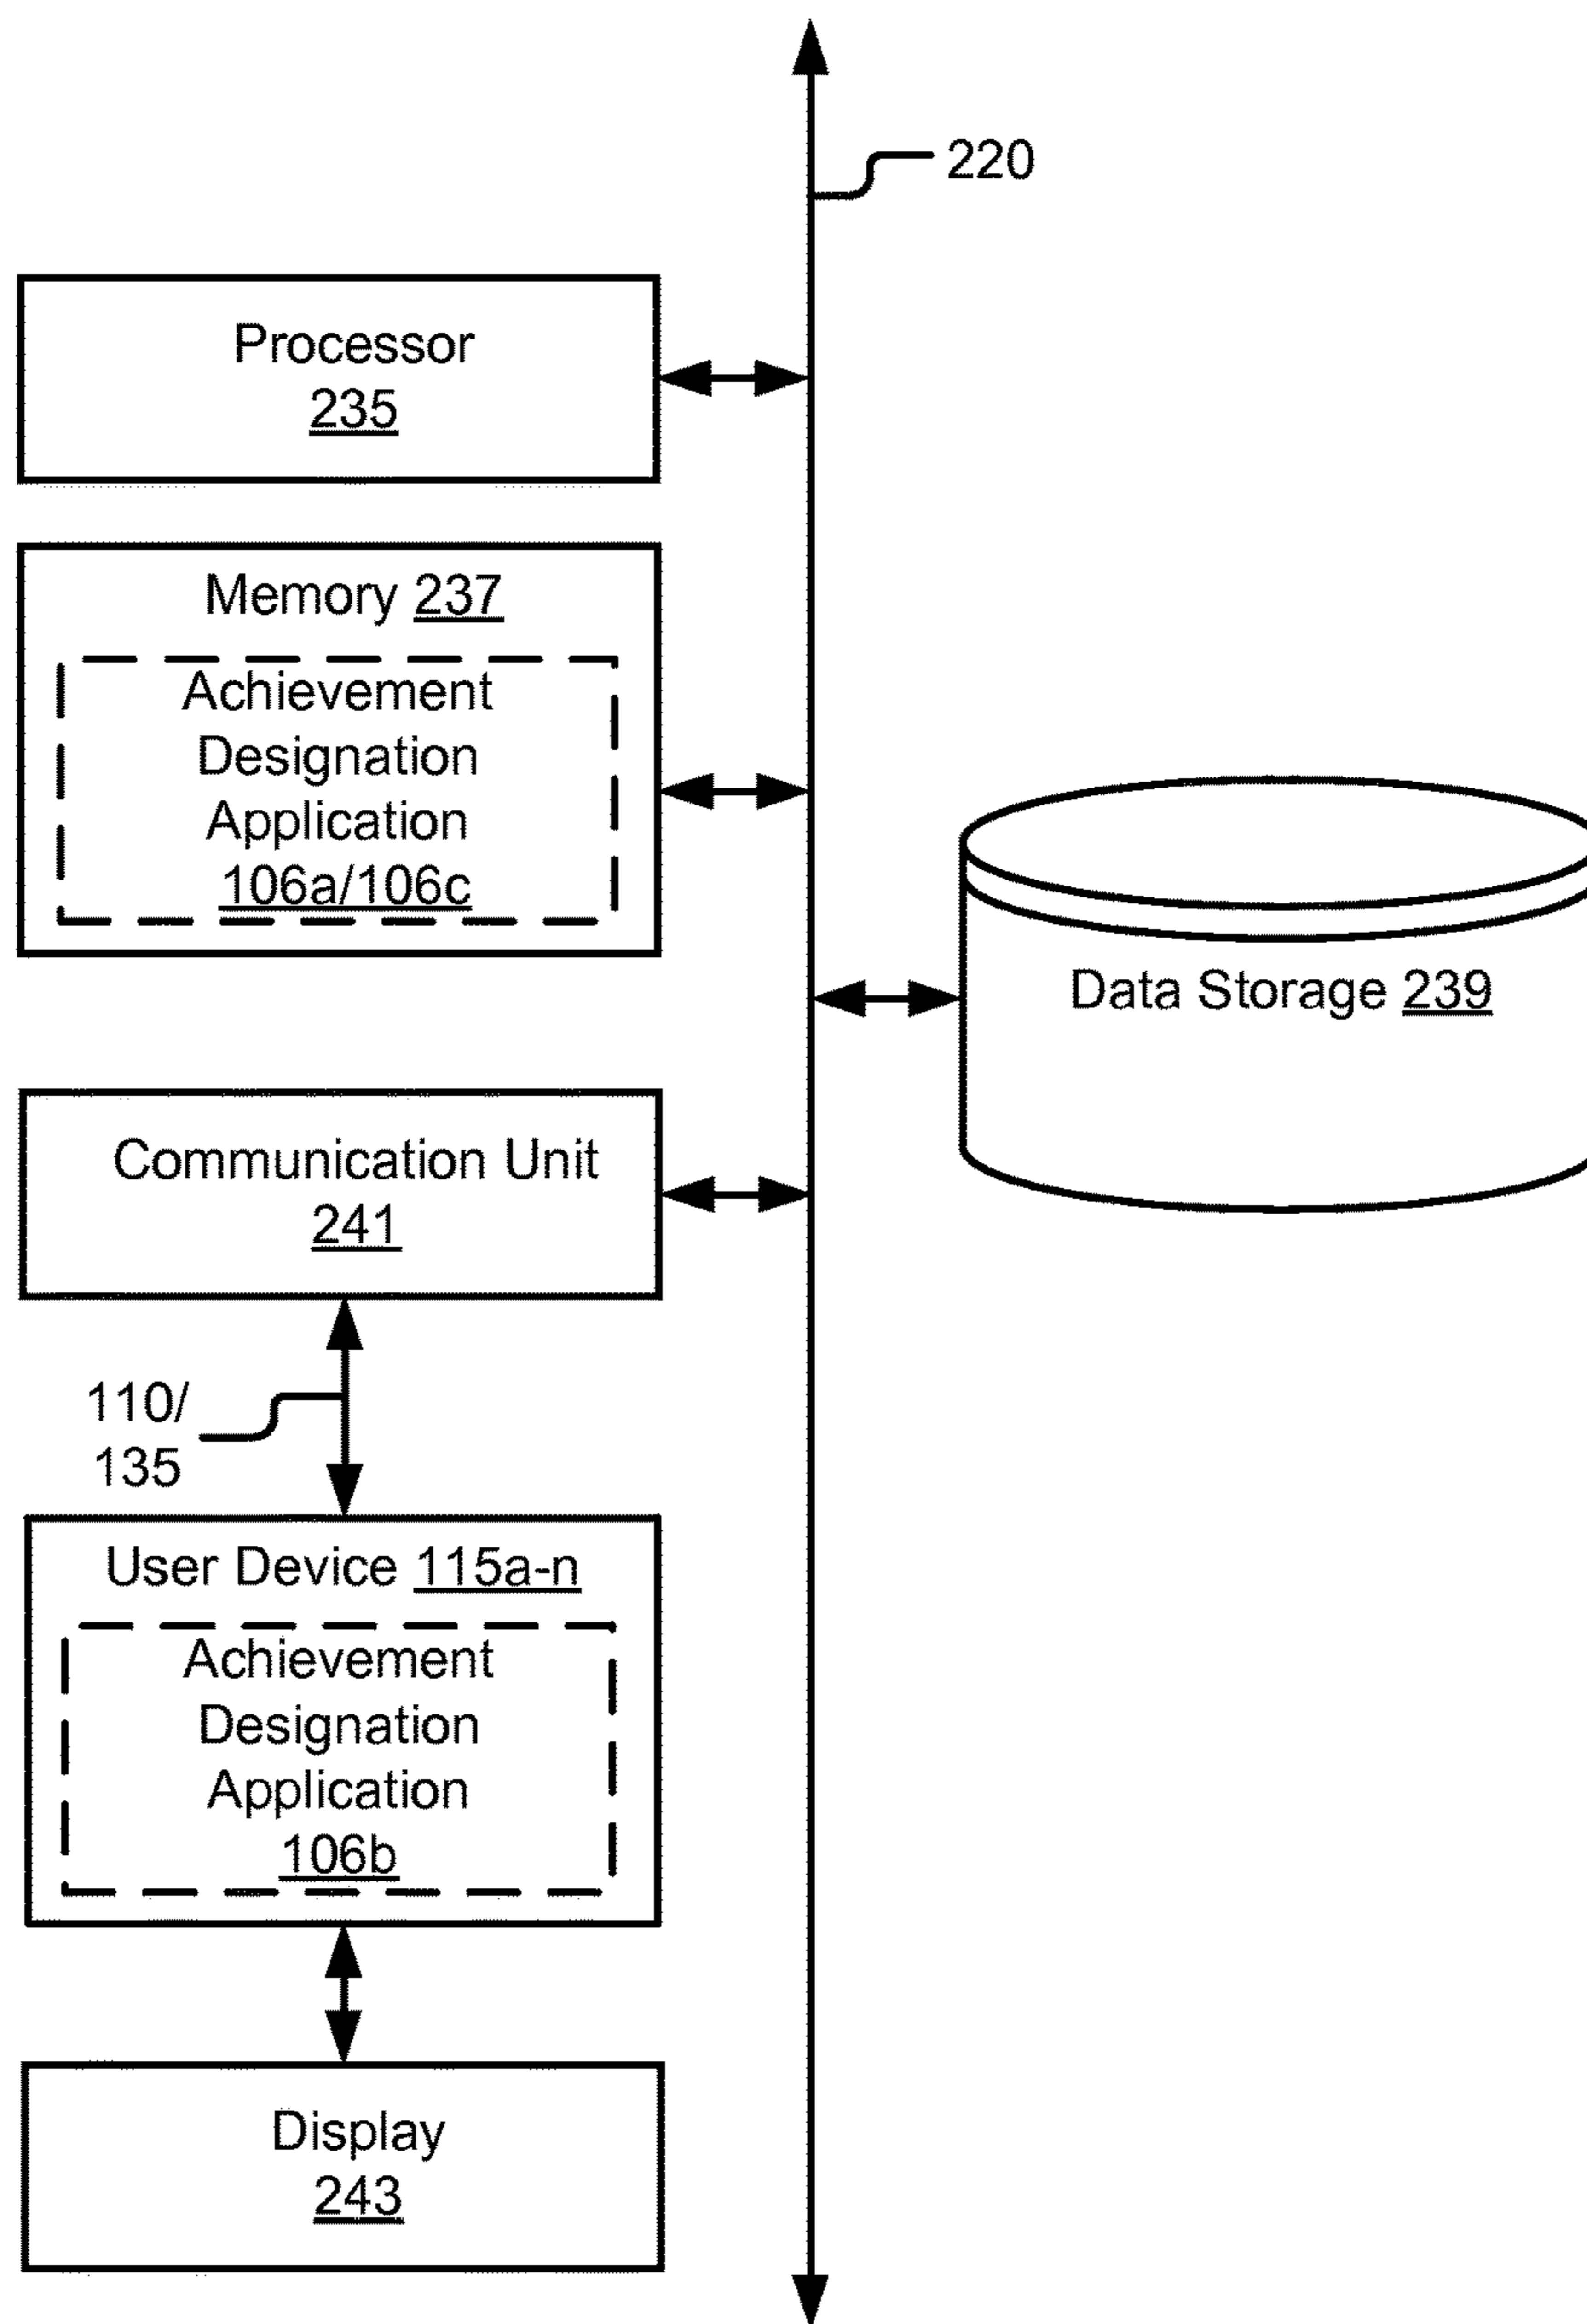 220
Processor
235
Memory 237
Achievement
Designation
Application
106a/106c
Data Storage 239
Communication Unit
241
110/
135
User Device 115a-n
Achievement
Designation
Application
106b
Display
243